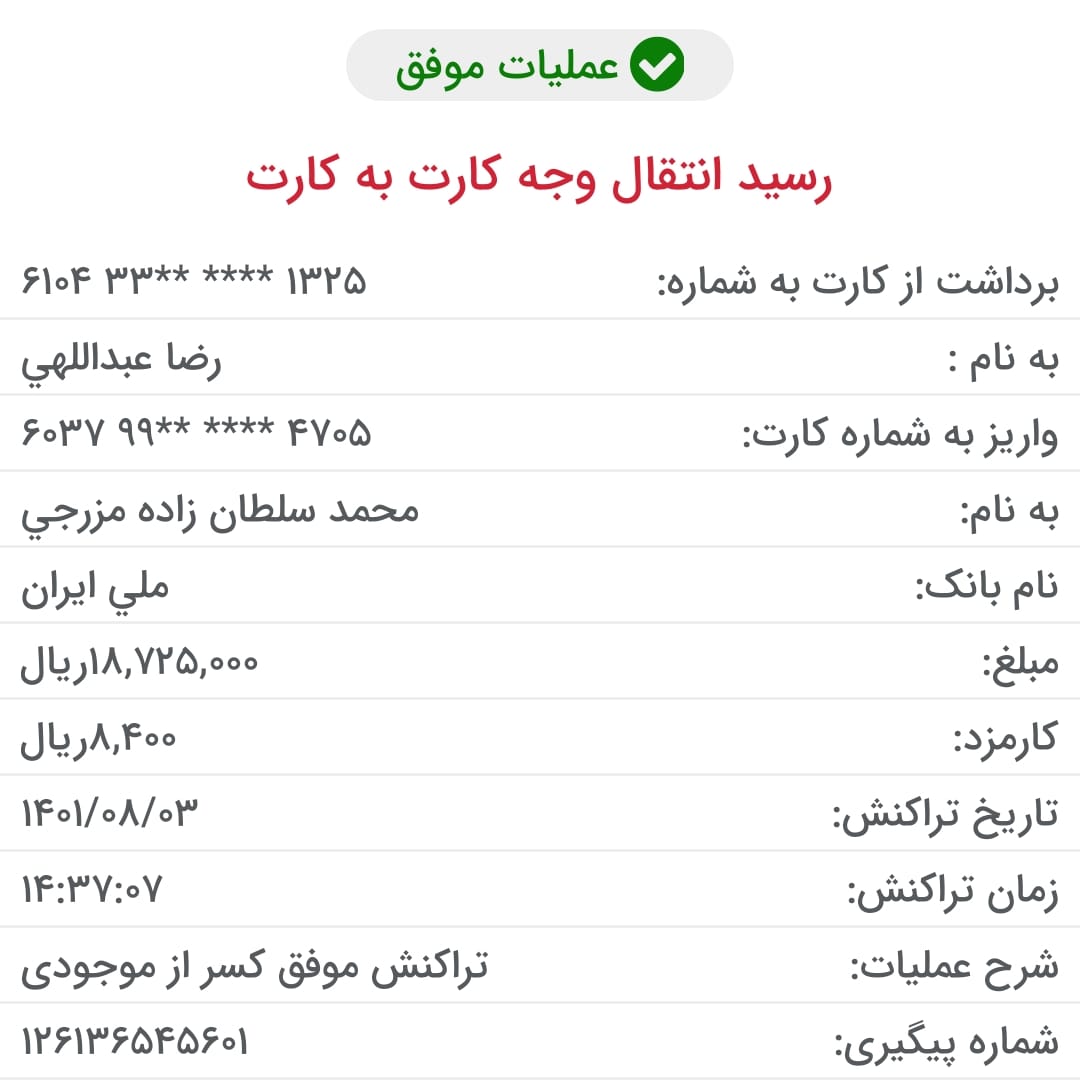 عملیات موفق
رسید انتقال وجه کارت به کارت
برداشت از کارت به شماره: ۶۱۰۴ ۳۳** **** ۱۳۲۵
به نام : رضا عبداللهي
واریز به شماره کارت: ۶۰۳۷ ۹۹** **** ۴۷۰۵
به نام: محمد سلطان زاده مزرجي
نام بانک: ملي ایران
مبلغ: ۱۸,۷۲۵,۰۰۰ریال
کارمزد: ۸,۴۰۰ریال
تاریخ تراکنش: ۱۴۰۱/۰۸/۰۳
زمان تراکنش: ۱۴:۳۷:۰۷
شرح عملیات: تراکنش موفق کسر از موجودی
شماره پیگیری: ۱۲۶۱۳۶۵۴۵۶۰۱